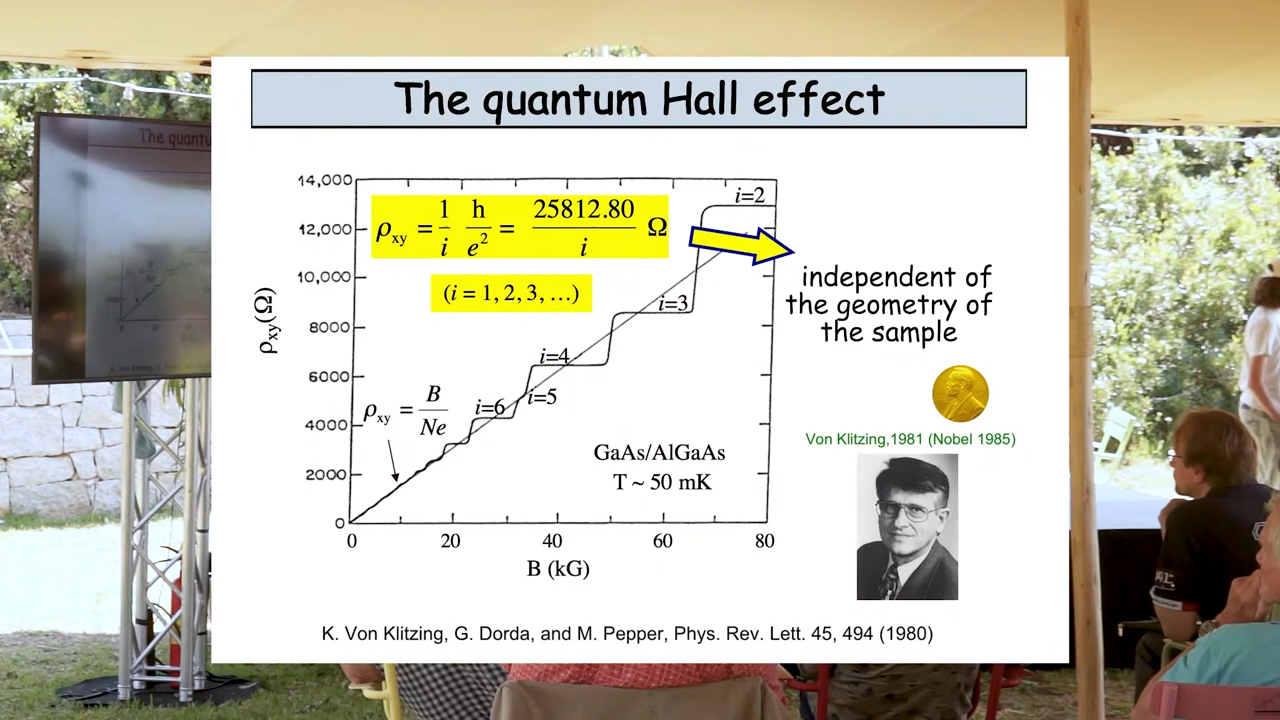 The quantum Hall effect
The quantu
14,000
12,000
10,000
8000
6000
4000
2000
0
ρxy(Ω)
ρxy = 1/i h/e² = 25812.80/i Ω
(i = 1, 2, 3, …)
i=2
i=3
i=4
i=5
i=6
ρxy = B/Ne
GaAs/AlGaAs
T ~ 50 mK
0 20 40 60 80
B (kG)
independent of
the geometry of
the sample
Von Klitzing,1981 (Nobel 1985)
K. Von Klitzing, G. Dorda, and M. Pepper, Phys. Rev. Lett. 45, 494 (1980)